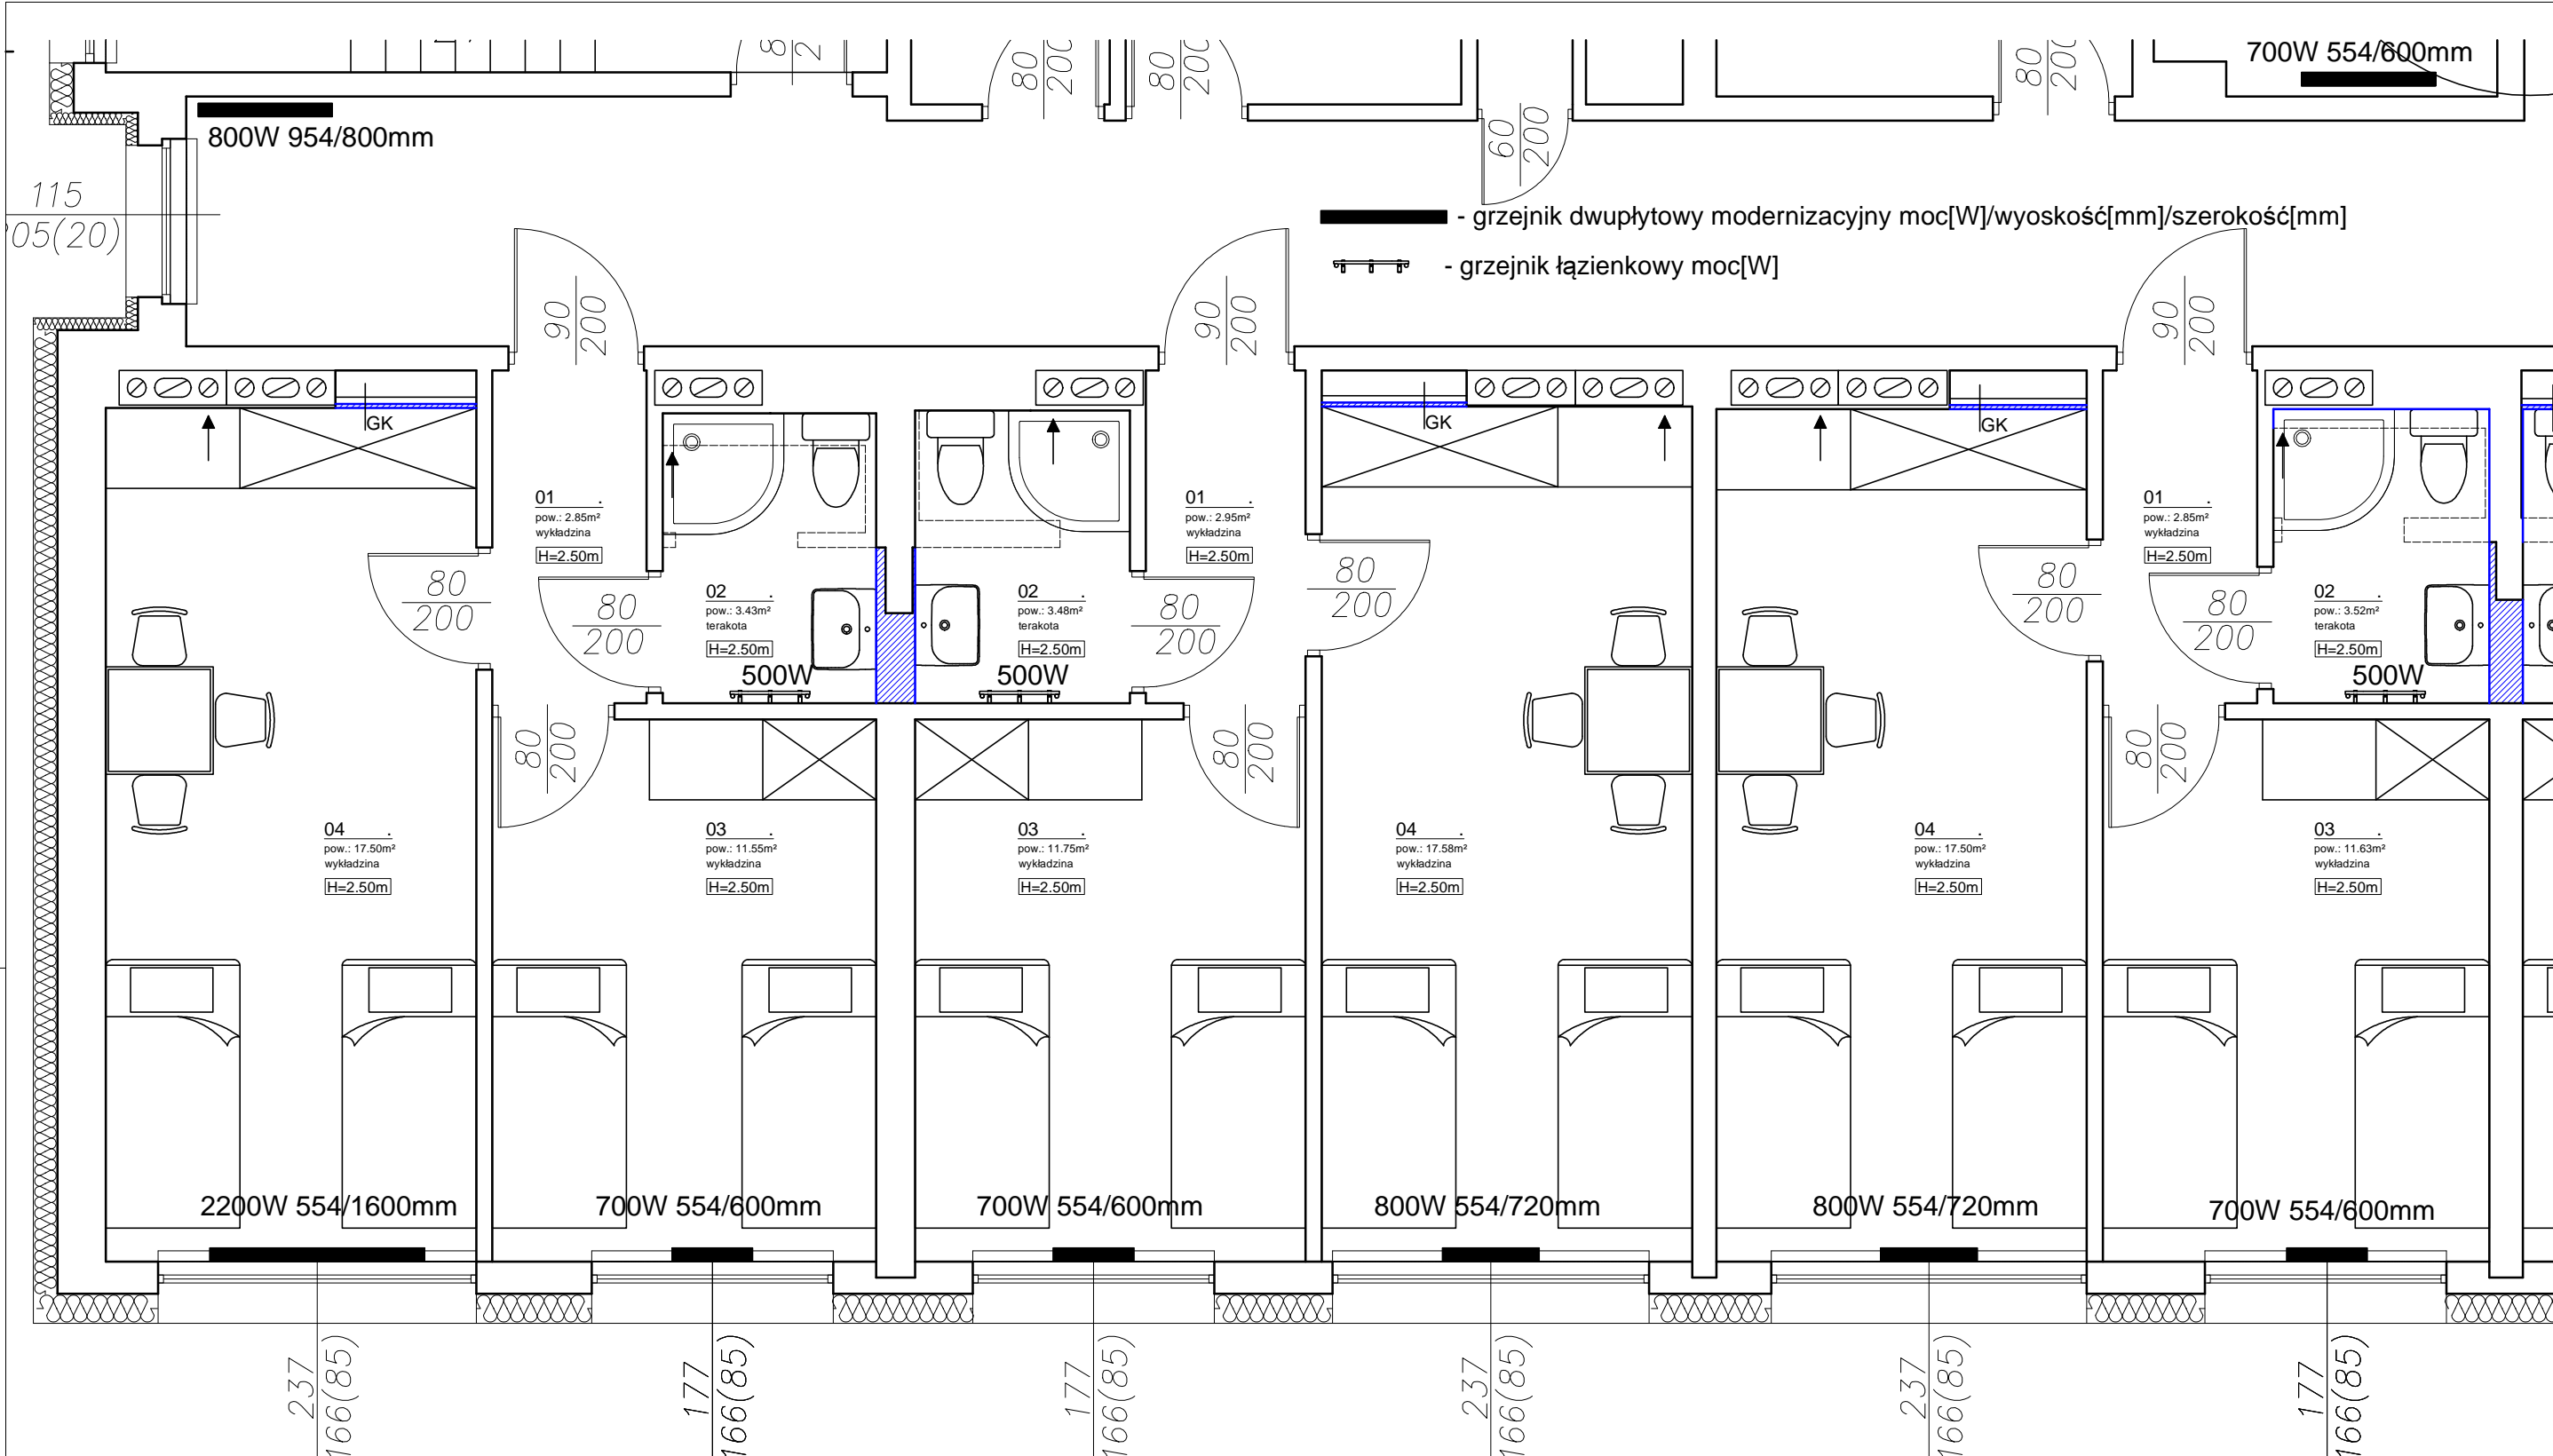 80
200
80
200
80
200
700W 554/600mm
800W 954/800mm
60
200
115
05(20)
- grzejnik dwupłytowy modernizacyjny moc[W]/wyoskość[mm]/szerokość[mm]
- grzejnik łązienkowy moc[W]
90
200
90
200
90
200
GK
GK
GK
01 .
pow.: 2.85m²
wykładzina
H=2.50m
01 .
pow.: 2.95m²
wykładzina
H=2.50m
01 .
pow.: 2.85m²
wykładzina
H=2.50m
80
200
80
200
02 .
pow.: 3.43m²
terakota
H=2.50m
500W
02 .
pow.: 3.48m²
terakota
H=2.50m
500W
80
200
80
200
80
200
80
200
02 .
pow.: 3.52m²
terakota
H=2.50m
500W
80
200
80
200
80
200
04 .
pow.: 17.50m²
wykładzina
H=2.50m
03 .
pow.: 11.55m²
wykładzina
H=2.50m
03 .
pow.: 11.75m²
wykładzina
H=2.50m
04 .
pow.: 17.58m²
wykładzina
H=2.50m
04 .
pow.: 17.50m²
wykładzina
H=2.50m
03 .
pow.: 11.63m²
wykładzina
H=2.50m
2200W 554/1600mm
700W 554/600mm
700W 554/600mm
800W 554/720mm
800W 554/720mm
700W 554/600mm
237
166(85)
177
166(85)
177
166(85)
237
166(85)
237
166(85)
177
166(85)